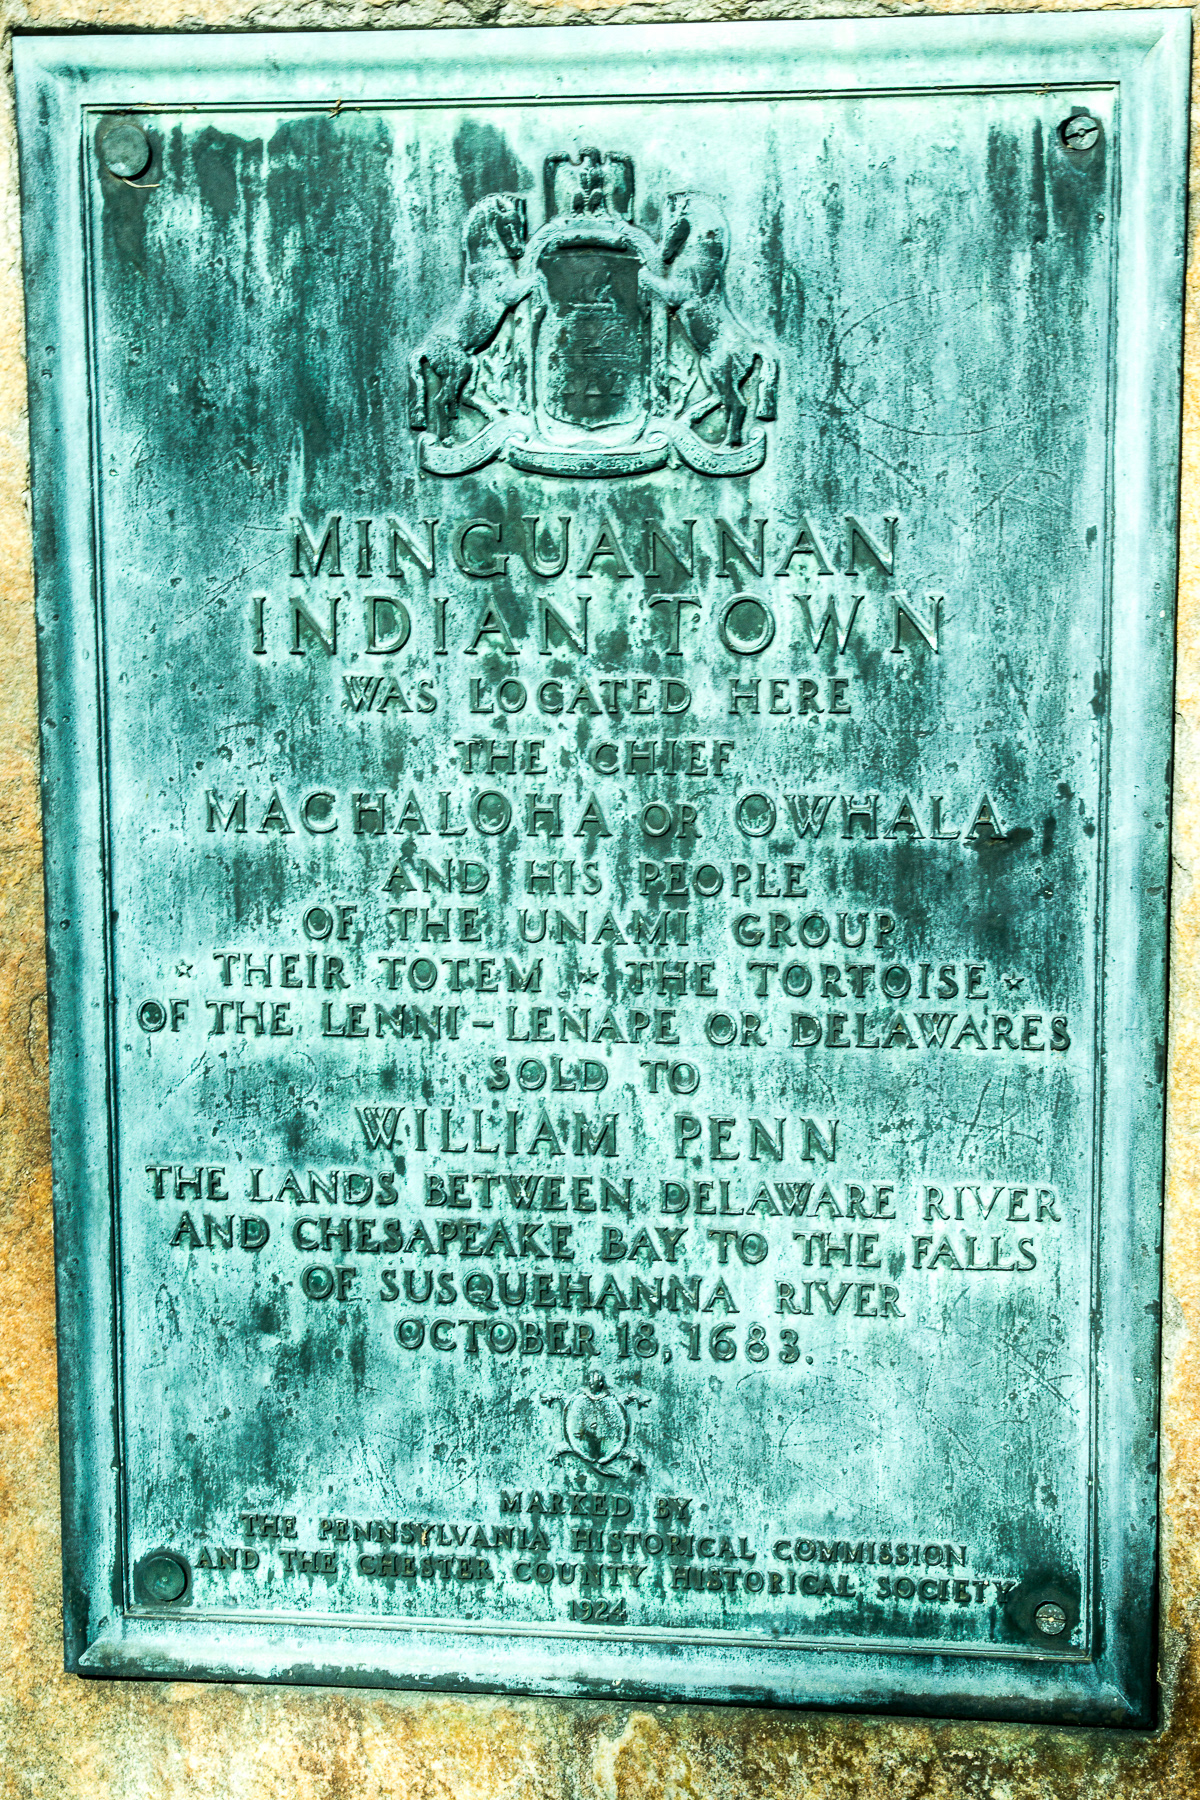 MINGUANNAN
INDIAN TOWN
WAS LOCATED HERE
THE CHIEF
MACHALOHA OR OWHALA
AND HIS PEOPLE
OF THE UNAMI GROUP
★ THEIR TOTEM ★ THE TORTOISE ★
OF THE LENNI-LENAPE OR DELAWARES
SOLD TO
WILLIAM PENN
THE LANDS BETWEEN DELAWARE RIVER
AND CHESAPEAKE BAY TO THE FALLS
OF SUSQUEHANNA RIVER
OCTOBER 18, 1683.
MARKED BY
THE PENNSYLVANIA HISTORICAL COMMISSION
AND THE CHESTER COUNTY HISTORICAL SOCIETY
1924